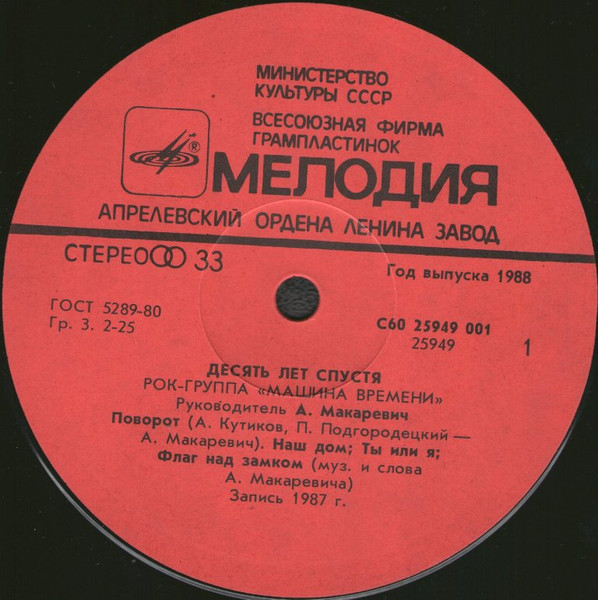 МИНИСТЕРСТВО
КУЛЬТУРЫ СССР
ВСЕСОЮЗНАЯ ФИРМА
ГРАМПЛАСТИНОК
®
МЕЛОДИЯ
АПРЕЛЕВСКИЙ ОРДЕНА ЛЕНИНА ЗАВОД
СТЕРЕО 33
Год выпуска 1988
ГОСТ 5289-80
Гр. 3. 2-25
С60 25949 001
25949
1
ДЕСЯТЬ ЛЕТ СПУСТЯ
РОК-ГРУППА «МАШИНА ВРЕМЕНИ»
Руководитель А. Макаревич
Поворот (А. Кутиков, П. Подгородецкий —
А. Макаревич). Наш дом; Ты или я;
Флаг над замком (муз. и слова
А. Макаревича)
Запись 1987 г.